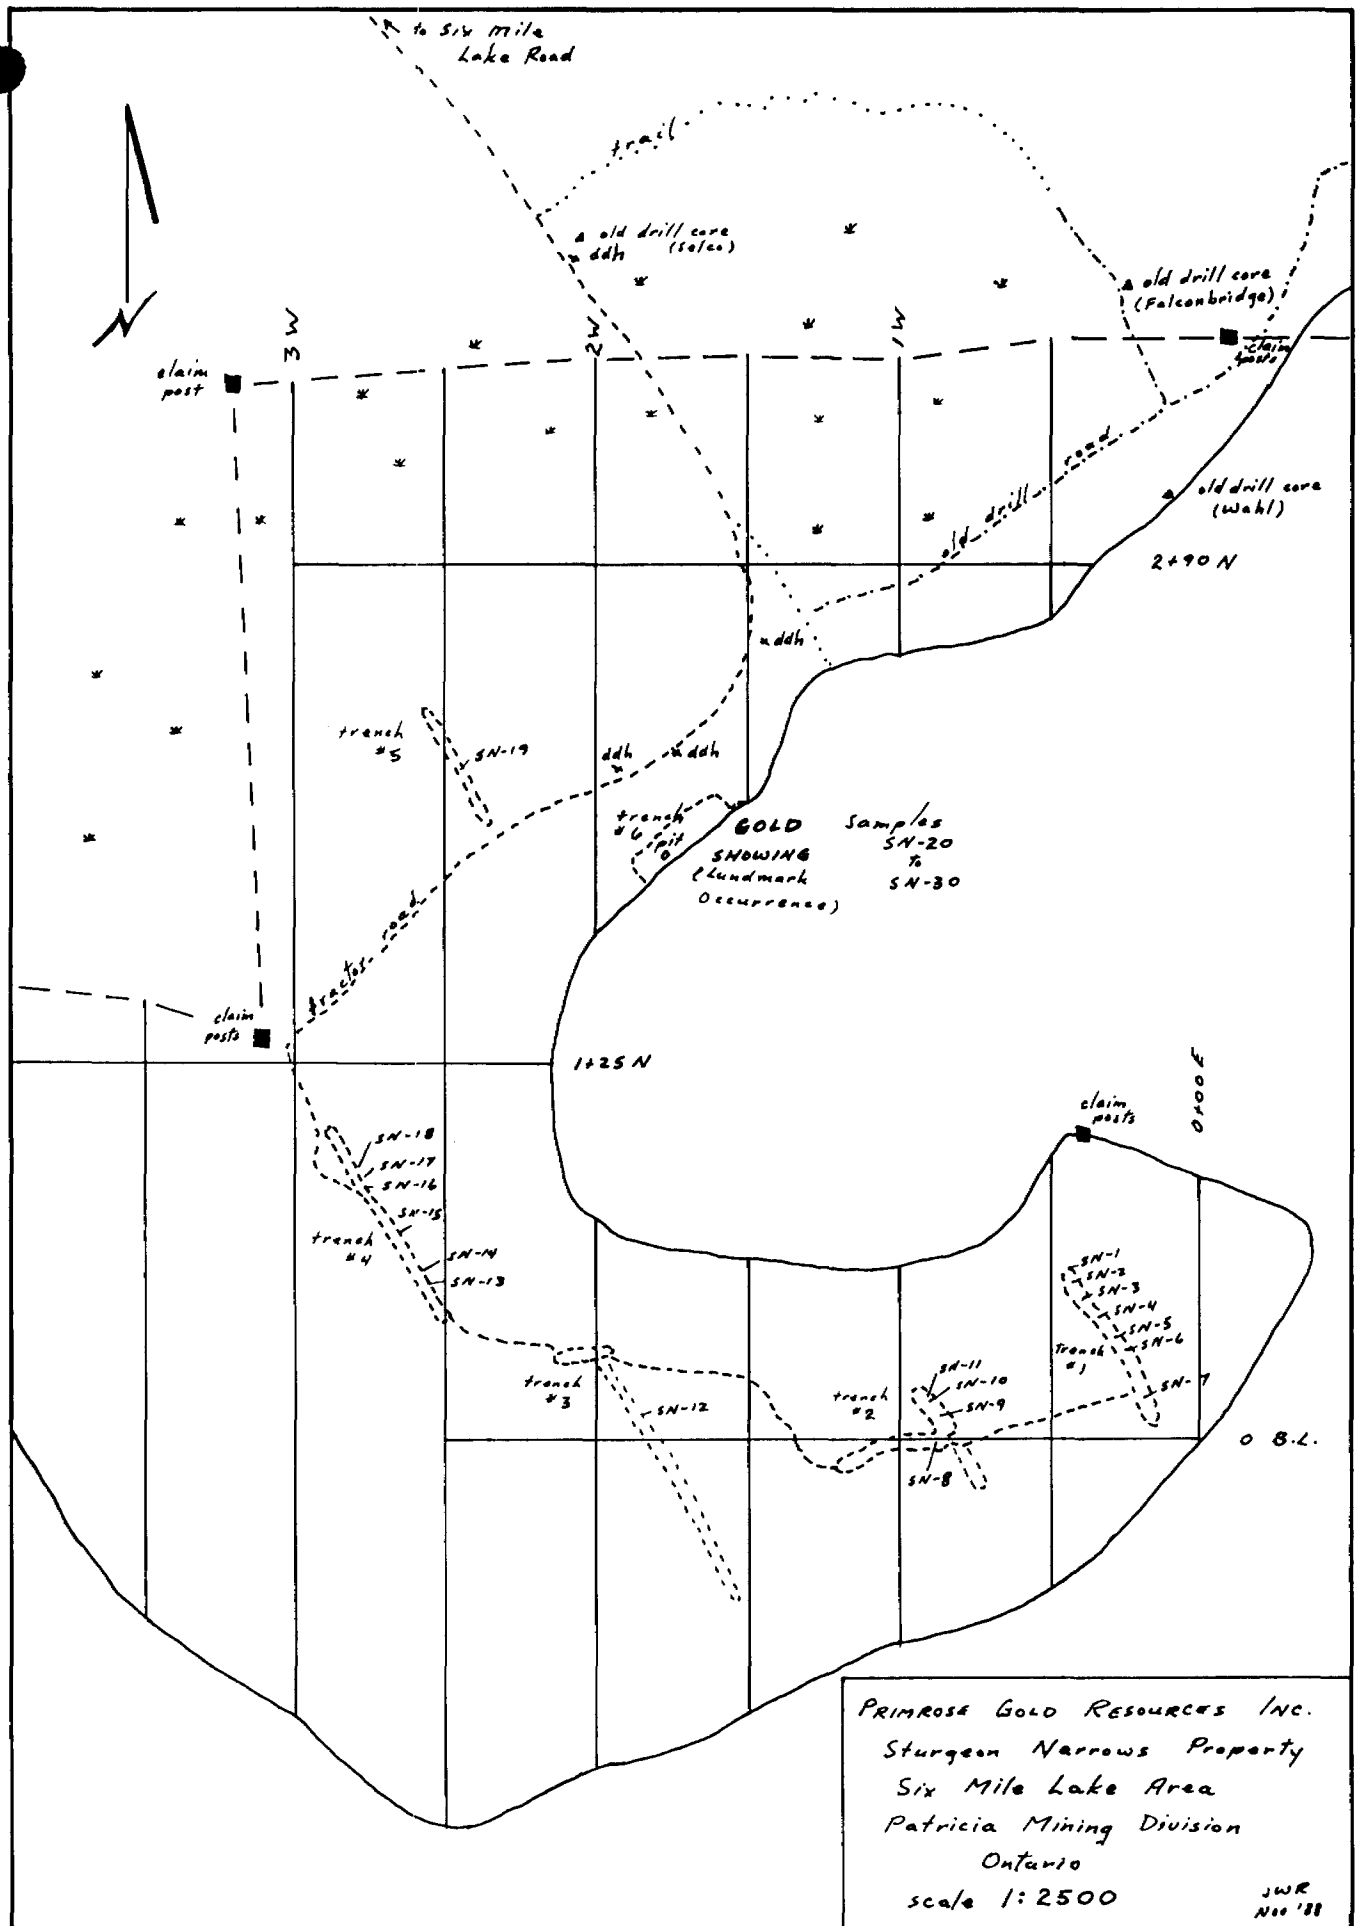 to Six Mile
Lake Road
trail
old drill core
(Selco)
ddh
old drill core
(Falconbridge)
3W
2W
1W
claim
post
claim
posts
old drill road
old drill core
(Wahl)
2+90 N
ddh
trench
#5
SN-19
ddh
ddh
trench
#6
pit
GOLD
SHOWING
(Lundmark
Occurrence)
Samples
SN-20
to
SN-30
tractor road
claim
posts
1+25 N
0+00 E
claim
posts
SN-18
SN-17
SN-16
SN-15
trench
#4
SN-14
SN-13
SN-1
SN-2
SN-3
SN-4
SN-5
SN-6
Trench
#1
SN-7
trench
#3
SN-12
trench
#2
SN-11
SN-10
SN-9
SN-8
0 B.L.
PRIMROSE GOLD RESOURCES INC.
Sturgeon Narrows Property
Six Mile Lake Area
Patricia Mining Division
Ontario
scale 1:2500
JWR
Nov '88